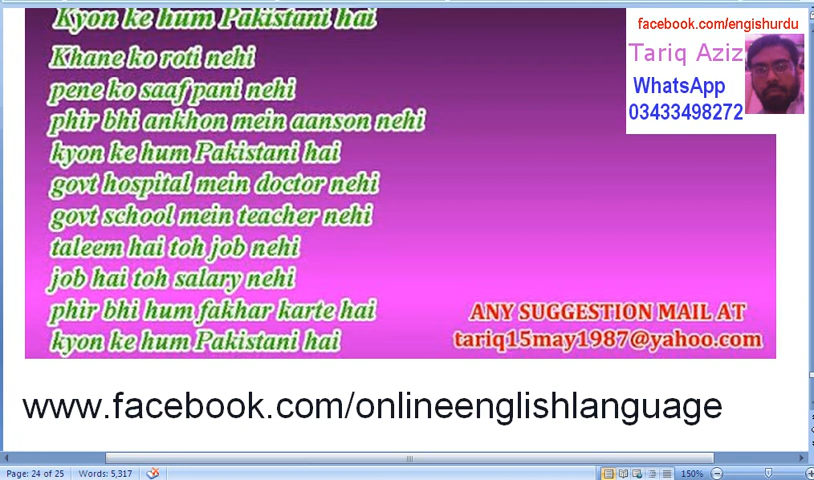 Kyon ke hum Pakistani hai
Khane ko roti nehi
pene ko saaf pani nehi
phir bhi ankhon mein aanson nehi
kyon ke hum Pakistani hai
govt hospital mein doctor nehi
govt school mein teacher nehi
taleem hai toh job nehi
job hai toh salary nehi
phir bhi hum fakhar karte hai
kyon ke hum Pakistani hai
facebook.com/engishurdu
Tariq Aziz
WhatsApp
03433498272
ANY SUGGESTION MAIL AT
tariq15may1987@yahoo.com
www.facebook.com/onlineenglishlanguage
Page: 24 of 25 Words: 5,317 150%